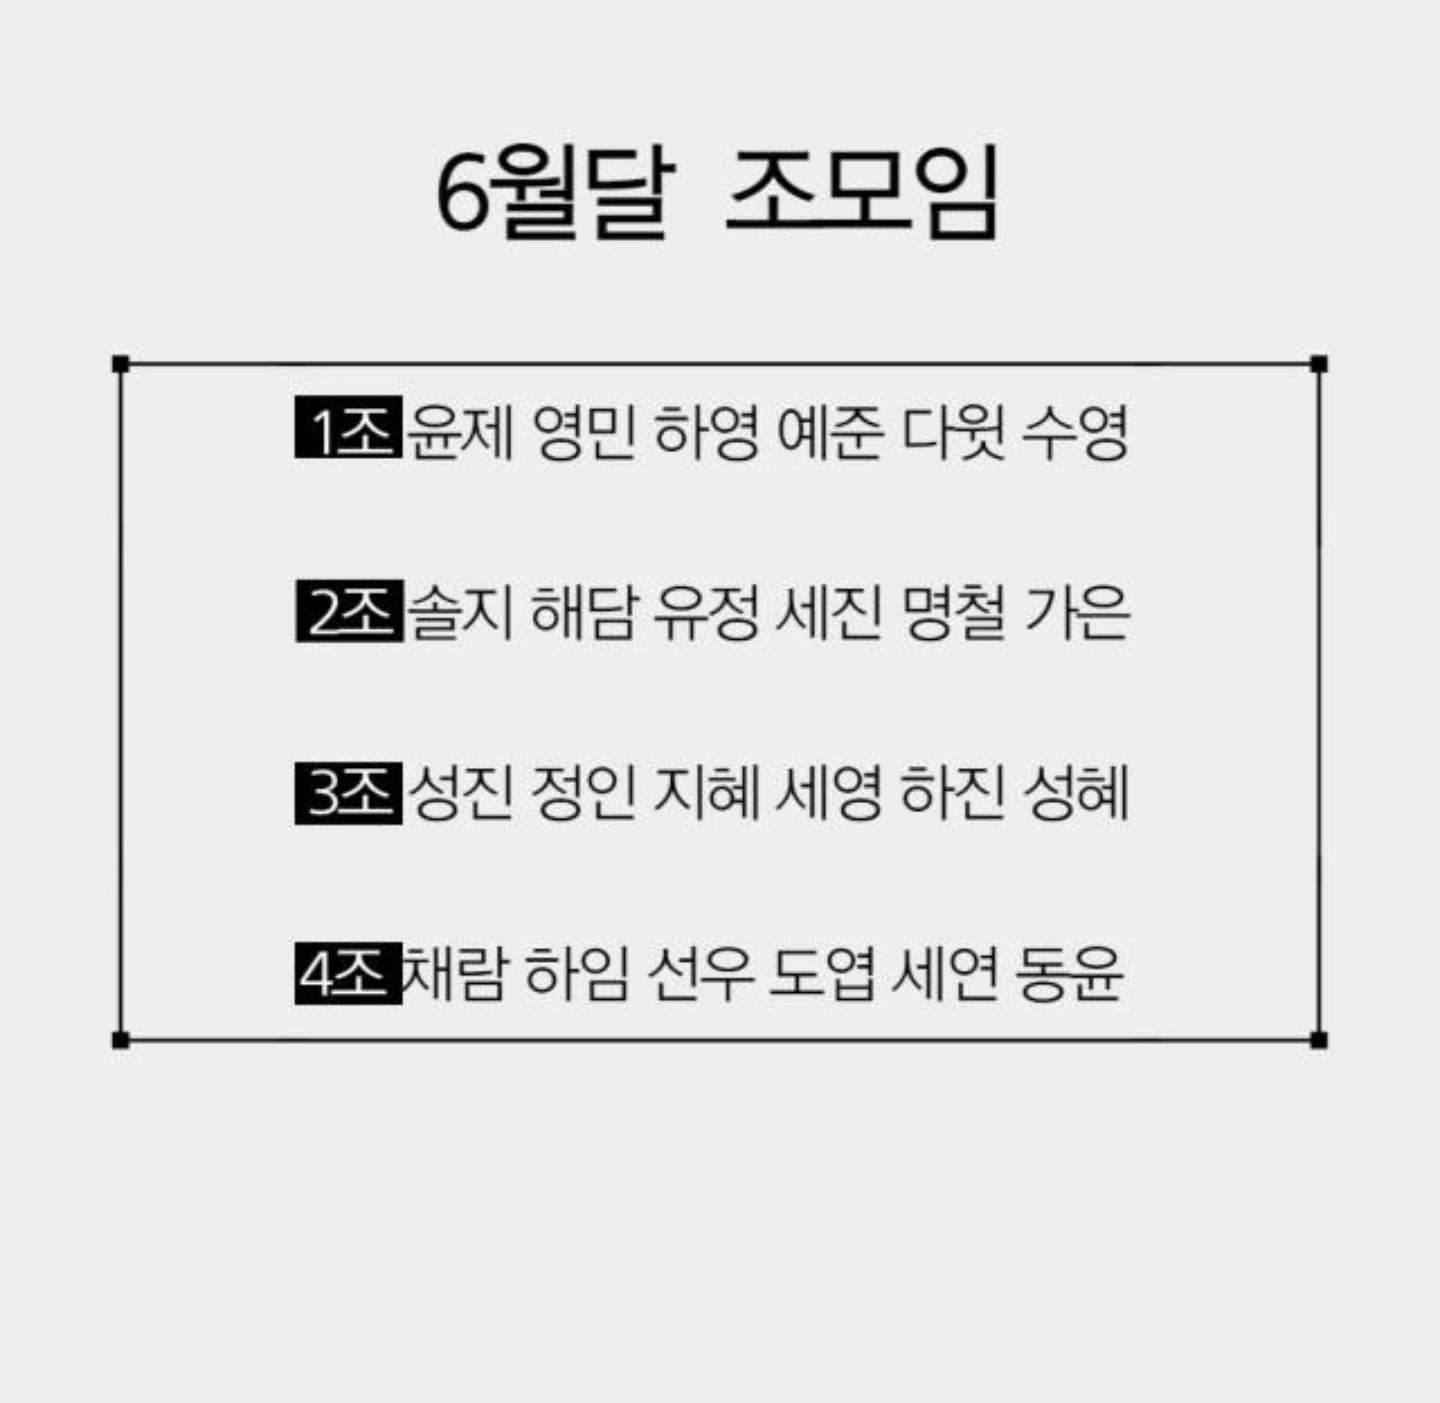 6월달 조모임
1조 윤제 영민 하영 예준 다윗 수영
2조 솔지 해담 유정 세진 명철 가은
3조 성진 정인 지혜 세영 하진 성혜
4조 채람 하임 선우 도엽 세연 동윤